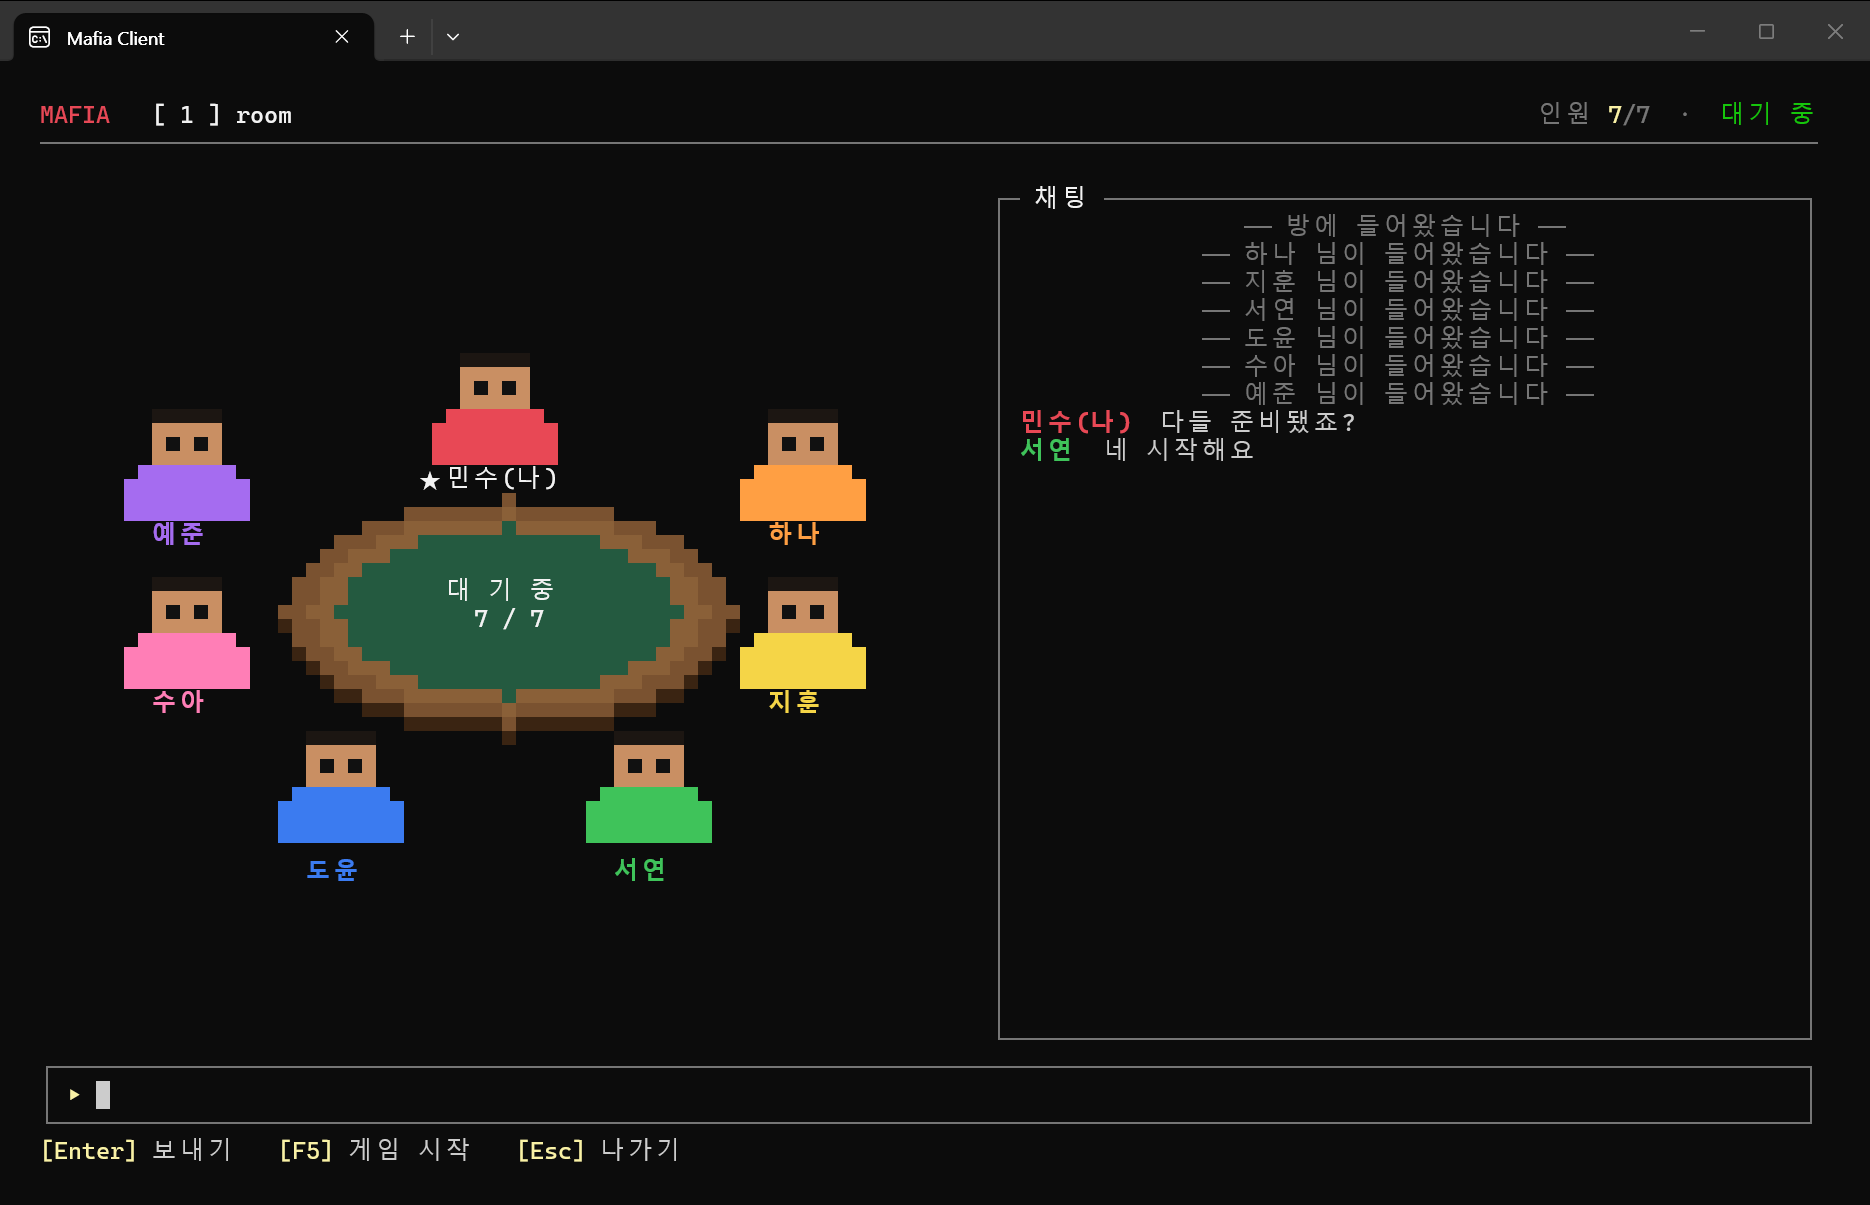 Mafia Client
MAFIA [ 1 ] room
인원 7/7 · 대기 중
채팅
── 방에 들어왔습니다 ──
── 하나 님이 들어왔습니다 ──
── 지훈 님이 들어왔습니다 ──
── 서연 님이 들어왔습니다 ──
── 도윤 님이 들어왔습니다 ──
── 수아 님이 들어왔습니다 ──
── 예준 님이 들어왔습니다 ──
민수(나) 다들 준비됐죠?
서연 네 시작해요
★민수(나)
예준
하나
대 기 중
7 / 7
수아
지훈
도윤
서연
[Enter] 보내기 [F5] 게임 시작 [Esc] 나가기